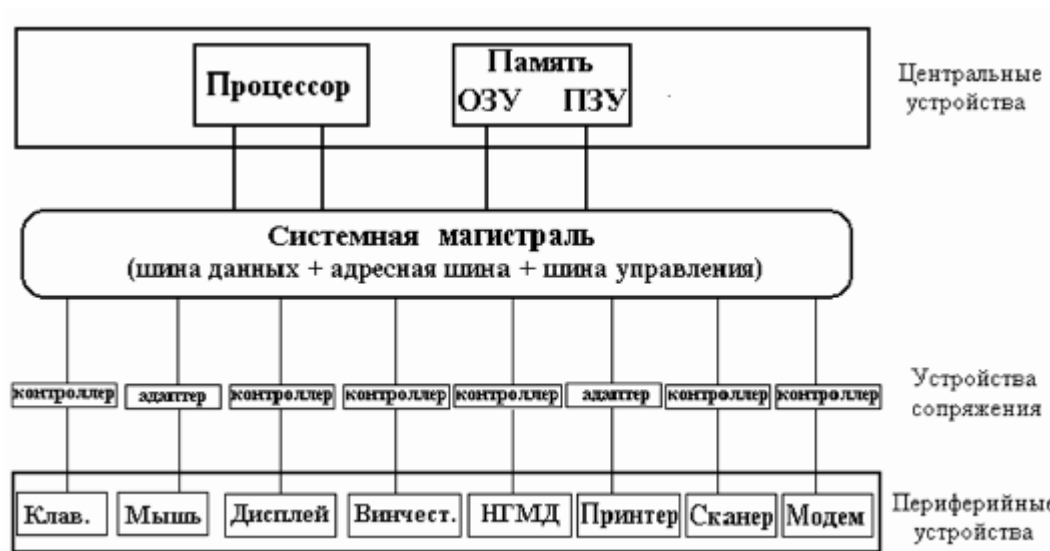 Процессор
Память
ОЗУ ПЗУ
Центральные
устройства
Системная магистраль
(шина данных + адресная шина + шина управления)
контроллер адаптер контроллер контроллер контроллер адаптер контроллер контроллер
Устройства
сопряжения
Клав. Мышь Дисплей Винчест. НГМД Принтер Сканер Модем
Периферийные
устройства